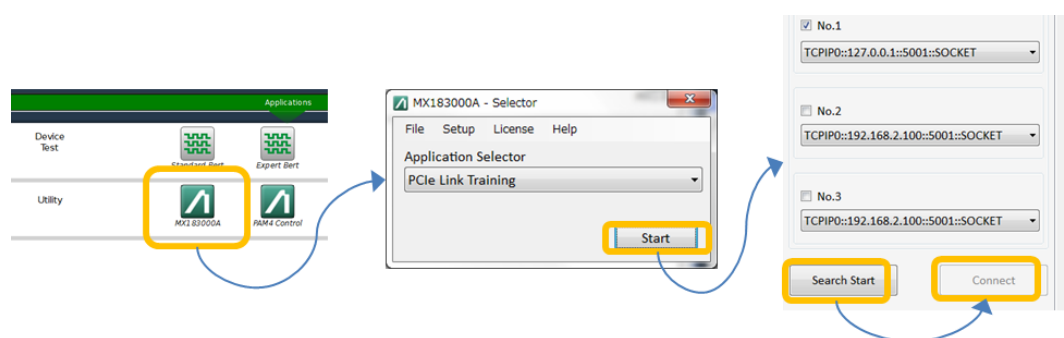 Applications
Device
Test
Standard Bert
Expert Bert
Utility
MX183000A
PAM4 Control
MX183000A - Selector
File Setup License Help
Application Selector
PCIe Link Training
Start
No.1
TCPIP0::127.0.0.1::5001::SOCKET
No.2
TCPIP0::192.168.2.100::5001::SOCKET
No.3
TCPIP0::192.168.2.100::5001::SOCKET
Search Start
Connect